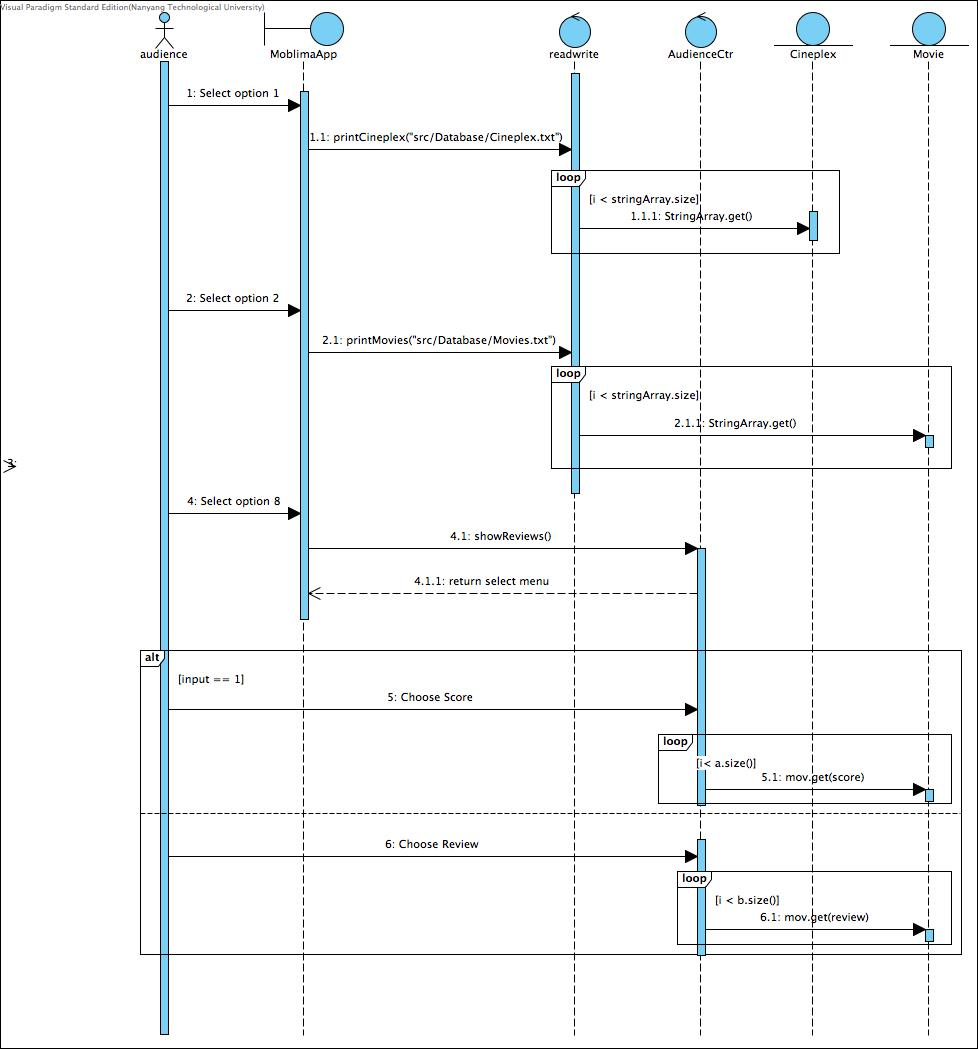 Visual Paradigm Standard Edition(Nanyang Technological University)
audience
MoblimaApp
readwrite
AudienceCtr
Cineplex
Movie
1: Select option 1
1.1: printCineplex("src/Database/Cineplex.txt")
loop
[i < stringArray.size]
1.1.1: StringArray.get()
2: Select option 2
2.1: printMovies("src/Database/Movies.txt")
loop
[i < stringArray.size]
2.1.1: StringArray.get()
3:
4: Select option 8
4.1: showReviews()
4.1.1: return select menu
alt
[input == 1]
5: Choose Score
loop
[i< a.size()]
5.1: mov.get(score)
6: Choose Review
loop
[i < b.size()]
6.1: mov.get(review)